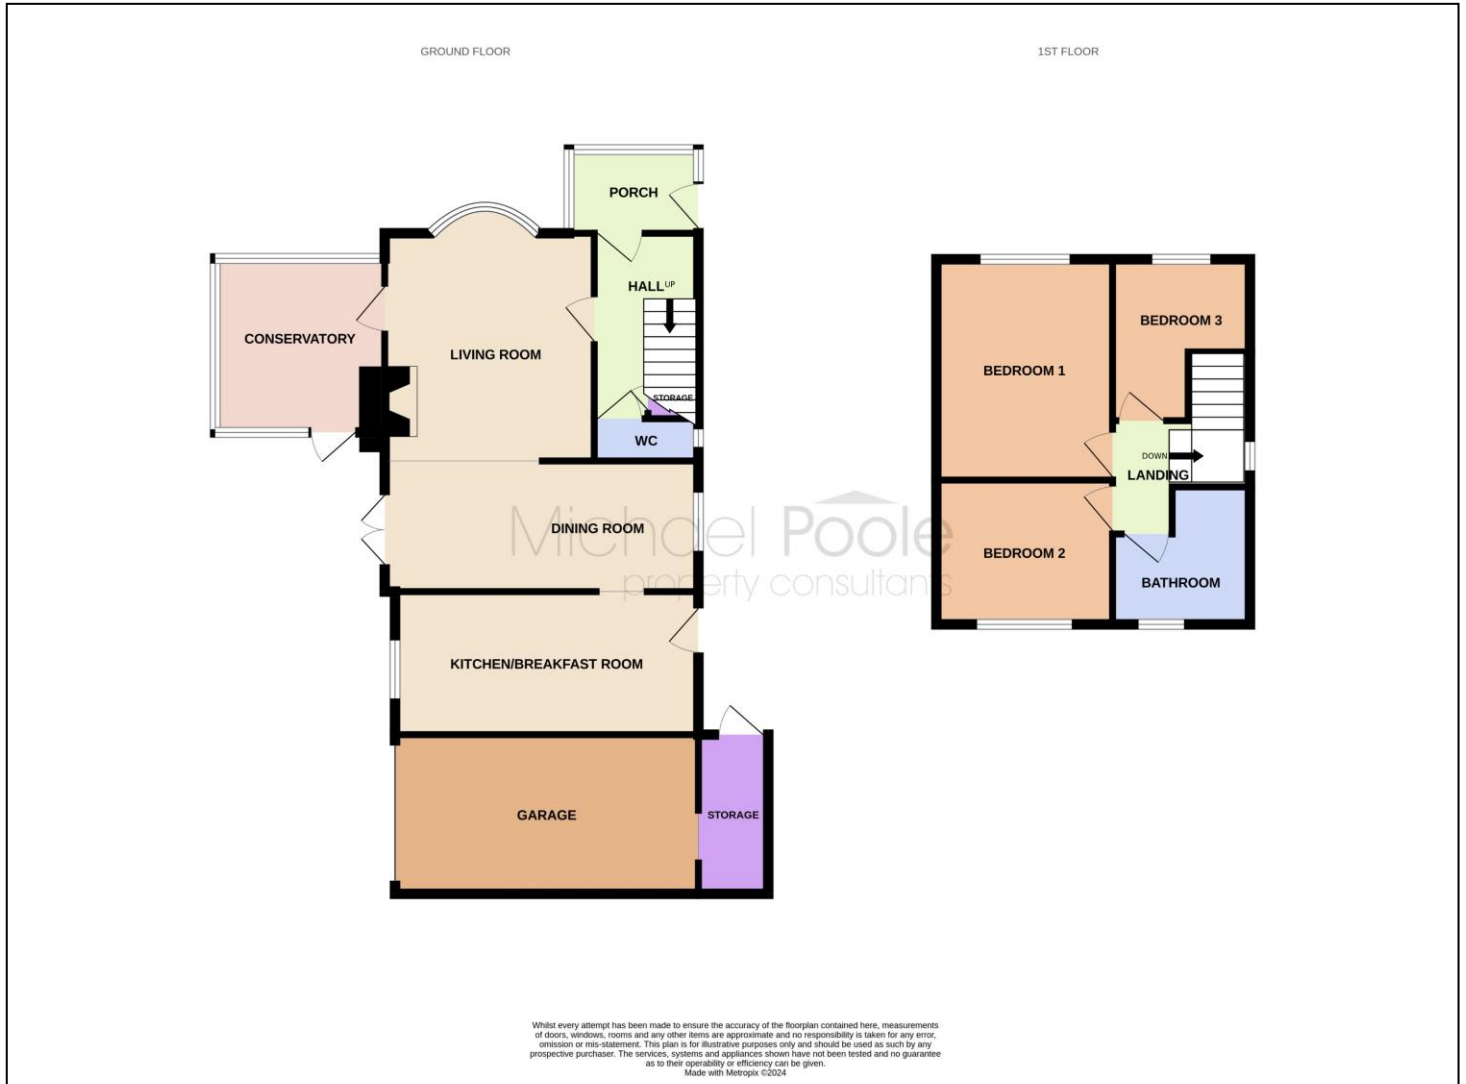 GROUND FLOOR
1ST FLOOR
PORCH
HALL
UP
CONSERVATORY
LIVING ROOM
STORAGE
WC
DINING ROOM
KITCHEN/BREAKFAST ROOM
GARAGE
STORAGE
BEDROOM 3
BEDROOM 1
DOWN
LANDING
BEDROOM 2
BATHROOM
Michael Poole
property consultants
Whilst every attempt has been made to ensure the accuracy of the floorplan contained here, measurements
of doors, windows, rooms and any other items are approximate and no responsibility is taken for any error,
omission or mis-statement. This plan is for illustrative purposes only and should be used as such by any
prospective purchaser. The services, systems and appliances shown have not been tested and no guarantee
as to their operability or efficiency can be given.
Made with Metropix ©2024